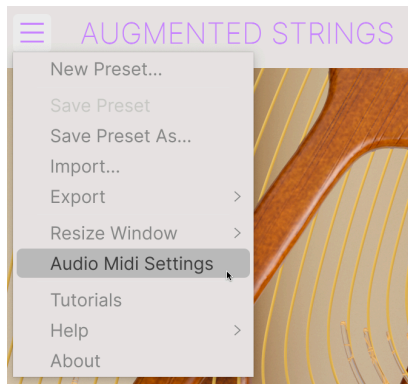 AUGMENTED STRINGS
New Preset...
Save Preset
Save Preset As...
Import...
Export
Resize Window
Audio Midi Settings
Tutorials
Help
About